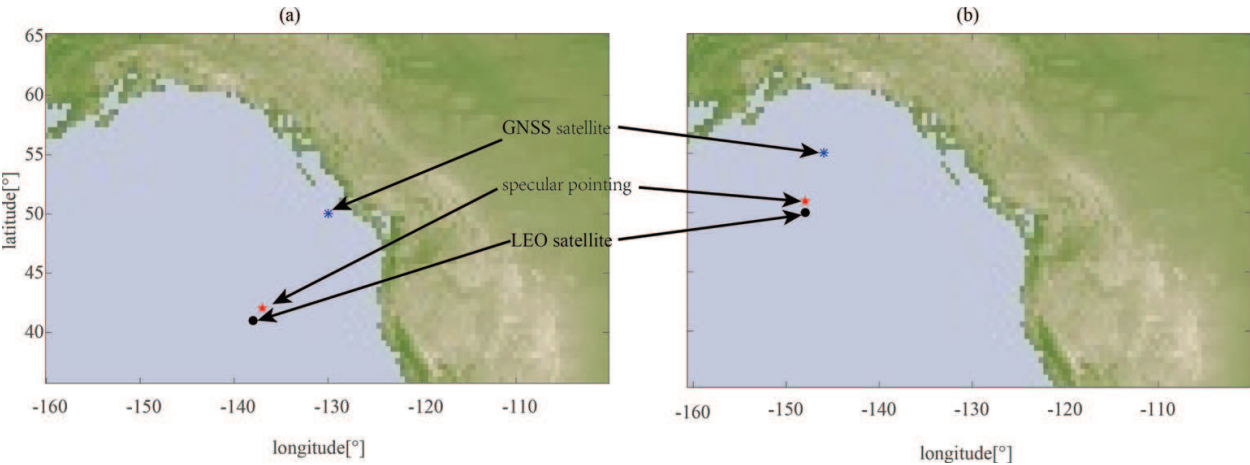 (a)
(b)
65
60
55
50
45
40
latitude[°]
GNSS satellite
specular pointing
LEO satellite
-160 -150 -140 -130 -120 -110
-160 -150 -140 -130 -120 -110
longitude[°]
longitude[°]